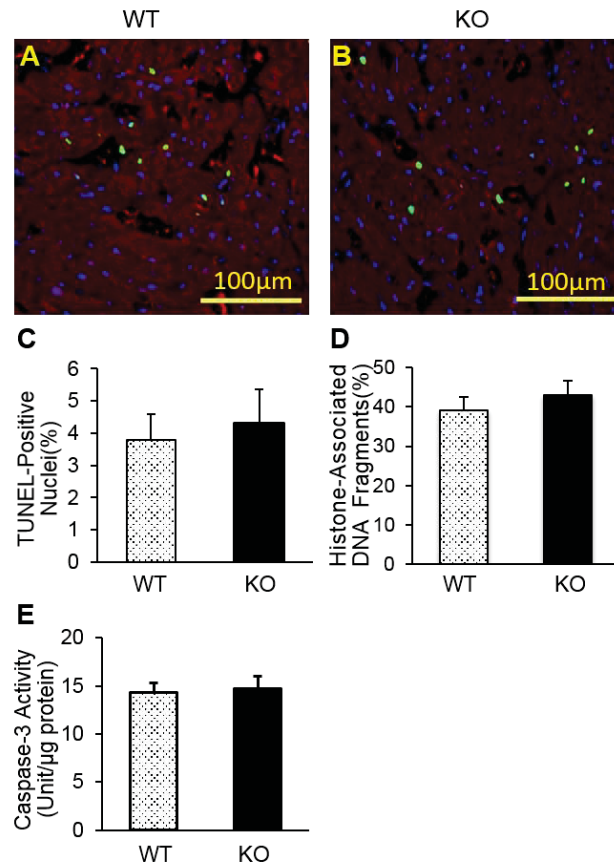 WT
KO
A
B
100µm
100µm
C
D
TUNEL-Positive
Nuclei(%)
6
5
4
3
2
1
0
WT
KO
Histone-Associated
DNA Fragments(%)
50
40
30
20
10
0
WT
KO
E
Caspase-3 Activity
(Unit/µg protein)
20
15
10
5
0
WT
KO